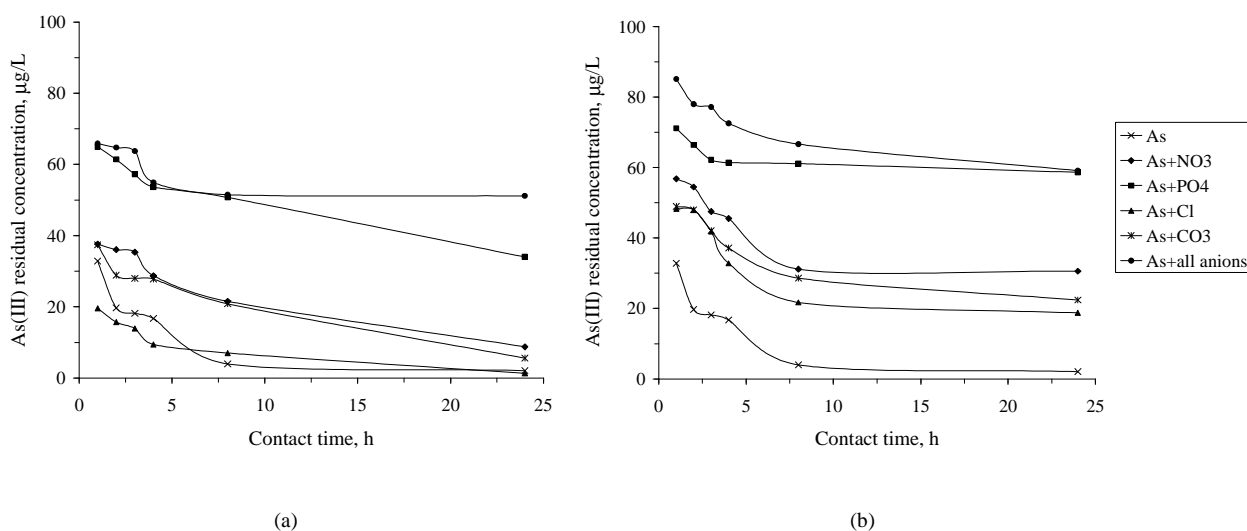 100
80
60
40
20
0
0 5 10 15 20 25
As(III) residual concentration, µg/L
Contact time, h
(a)
100
80
60
40
20
0
0 5 10 15 20 25
As(III) residual concentration, µg/L
Contact time, h
(b)
As
As+NO3
As+PO4
As+Cl
As+CO3
As+all anions